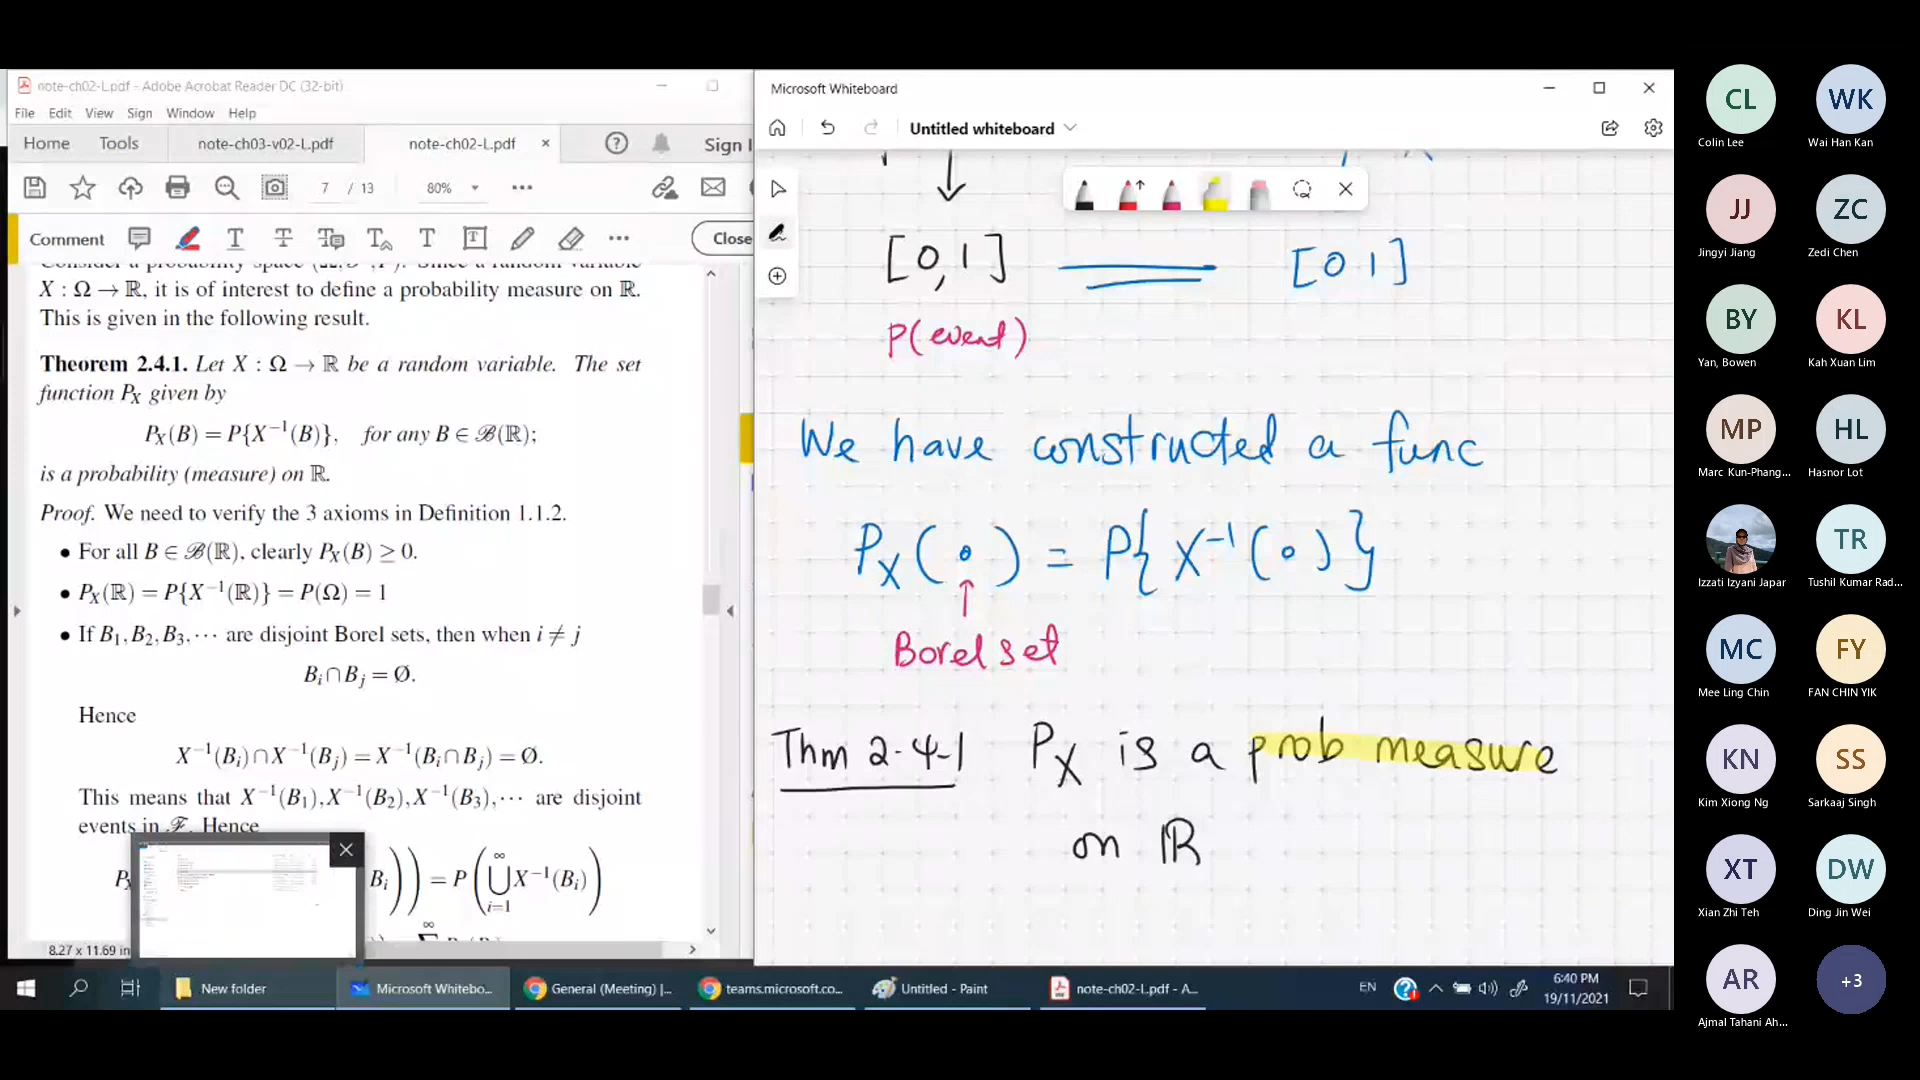 note-ch02-L.pdf - Adobe Acrobat Reader DC (32-bit)
File Edit View Sign Window Help
Home Tools note-ch03-v02-L.pdf note-ch02-L.pdf × Sign I
7 / 13 80%
Comment Close
X : Ω → ℝ, it is of interest to define a probability measure on ℝ.
This is given in the following result.
Theorem 2.4.1. Let X : Ω → ℝ be a random variable. The set
function P_X given by
P_X(B) = P{X⁻¹(B)}, for any B ∈ ℬ(ℝ);
is a probability (measure) on ℝ.
Proof. We need to verify the 3 axioms in Definition 1.1.2.
• For all B ∈ ℬ(ℝ), clearly P_X(B) ≥ 0.
• P_X(ℝ) = P{X⁻¹(ℝ)} = P(Ω) = 1
• If B₁, B₂, B₃, ⋯ are disjoint Borel sets, then when i ≠ j
B_i ∩ B_j = Ø.
Hence
X⁻¹(B_i) ∩ X⁻¹(B_j) = X⁻¹(B_i ∩ B_j) = Ø.
This means that X⁻¹(B₁), X⁻¹(B₂), X⁻¹(B₃), ⋯ are disjoint
events in ℱ. Hence
B_i)) = P(⋃_{i=1}^{∞} X⁻¹(B_i))
8.27 x 11.69 in
Microsoft Whiteboard
Untitled whiteboard
[0,1] = [0 1]
P(event)
We have constructed a func
P_X(∘) = P{X⁻¹(∘)}
↑
Borel set
Thm 2.4.1 P_X is a prob measure
on ℝ
CL WK
Colin Lee Wai Han Kan
JJ ZC
Jingyi Jiang Zedi Chen
BY KL
Yan, Bowen Kah Xuan Lim
MP HL
Marc Kun-Phang... Hasnor Lot
TR
Izzati Izyani Japar Tushil Kumar Rad...
MC FY
Mee Ling Chin FAN CHIN YIK
KN SS
Kim Xiong Ng Sarkaaj Singh
XT DW
Xian Zhi Teh Ding Jin Wei
AR +3
Ajmal Tahani Ah...
New folder Microsoft Whitebo... General (Meeting) |... teams.microsoft.co... Untitled - Paint note-ch02-L.pdf - A...
EN 6:40 PM
19/11/2021